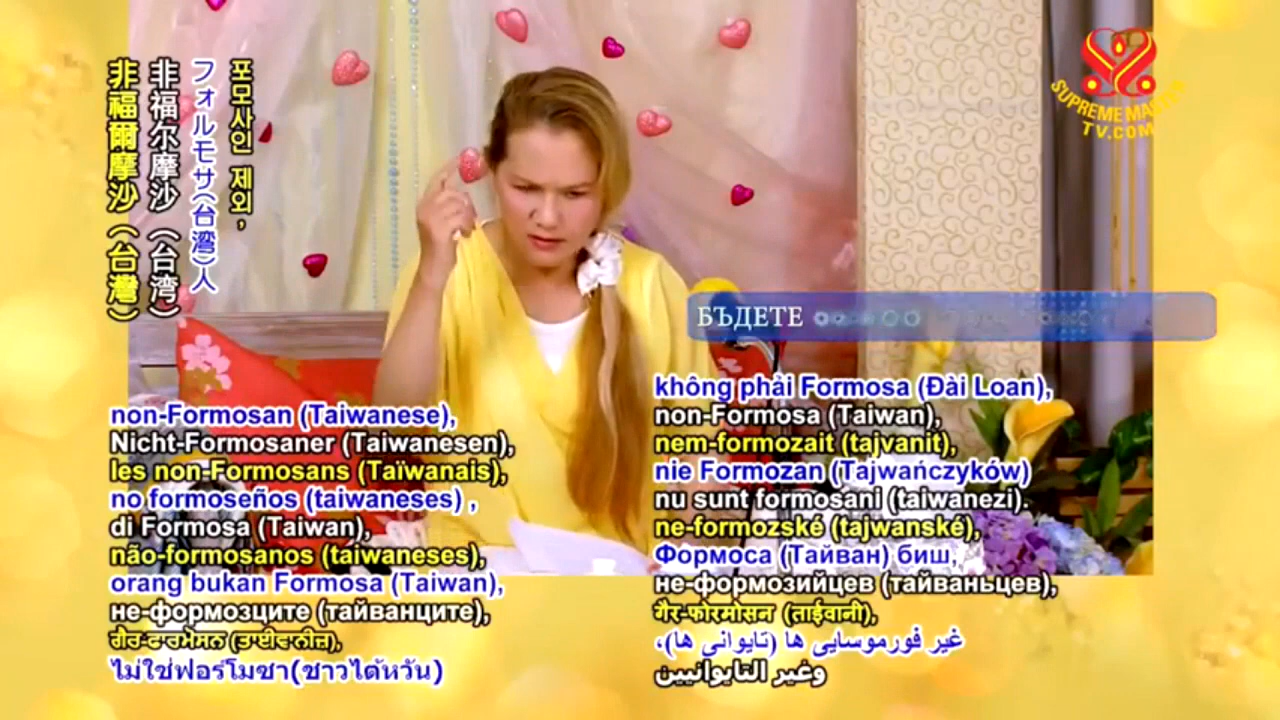 포모사인 제외,
フォルモサ(台湾)人
非福尔摩沙（台湾）
非福爾摩沙（台灣）
SUPREME MASTER
TV.COM
БЪДЕТЕ
non-Formosan (Taiwanese),
Nicht-Formosaner (Taiwanesen),
les non-Formosans (Taïwanais),
no formoseños (taiwaneses) ,
di Formosa (Taiwan),
não-formosanos (taiwaneses),
orang bukan Formosa (Taiwan),
не-формозците (тайванците),
ਗੈਰ-ਫਾਰਮੋਸਨ (ਤਾਈਵਾਨੀਜ਼),
ไม่ใช่ฟอร์โมซา(ชาวไต้หวัน)
không phải Formosa (Đài Loan),
non-Formosa (Taiwan),
nem-formozait (tajvanit),
nie Formozan (Tajwańczyków)
nu sunt formosani (taiwanezi).
ne-formozské (tajwanské),
Формоса (Тайван) биш,
не-формозийцев (тайваньцев),
गैर-फोरमोसन (ताईवानी),
غیر فورموسایی ها (تایوانی ها)،
وغير التايوانيين